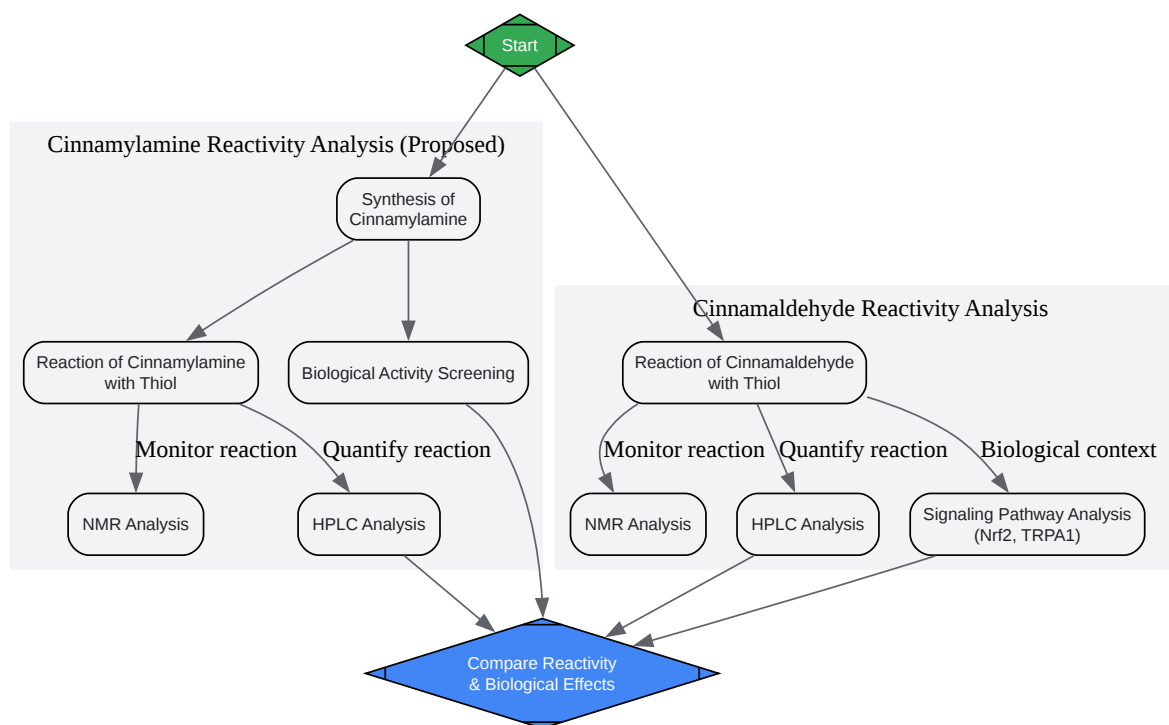 Start
Cinnamylamine Reactivity Analysis (Proposed)
Synthesis of
Cinnamylamine
Cinnamaldehyde Reactivity Analysis
Reaction of Cinnamylamine
with Thiol
Biological Activity Screening
Reaction of Cinnamaldehyde
with Thiol
Monitor reaction
Quantify reaction
Monitor reaction
Quantify reaction
Biological context
NMR Analysis
HPLC Analysis
NMR Analysis
HPLC Analysis
Signaling Pathway Analysis
(Nrf2, TRPA1)
Compare Reactivity
& Biological Effects